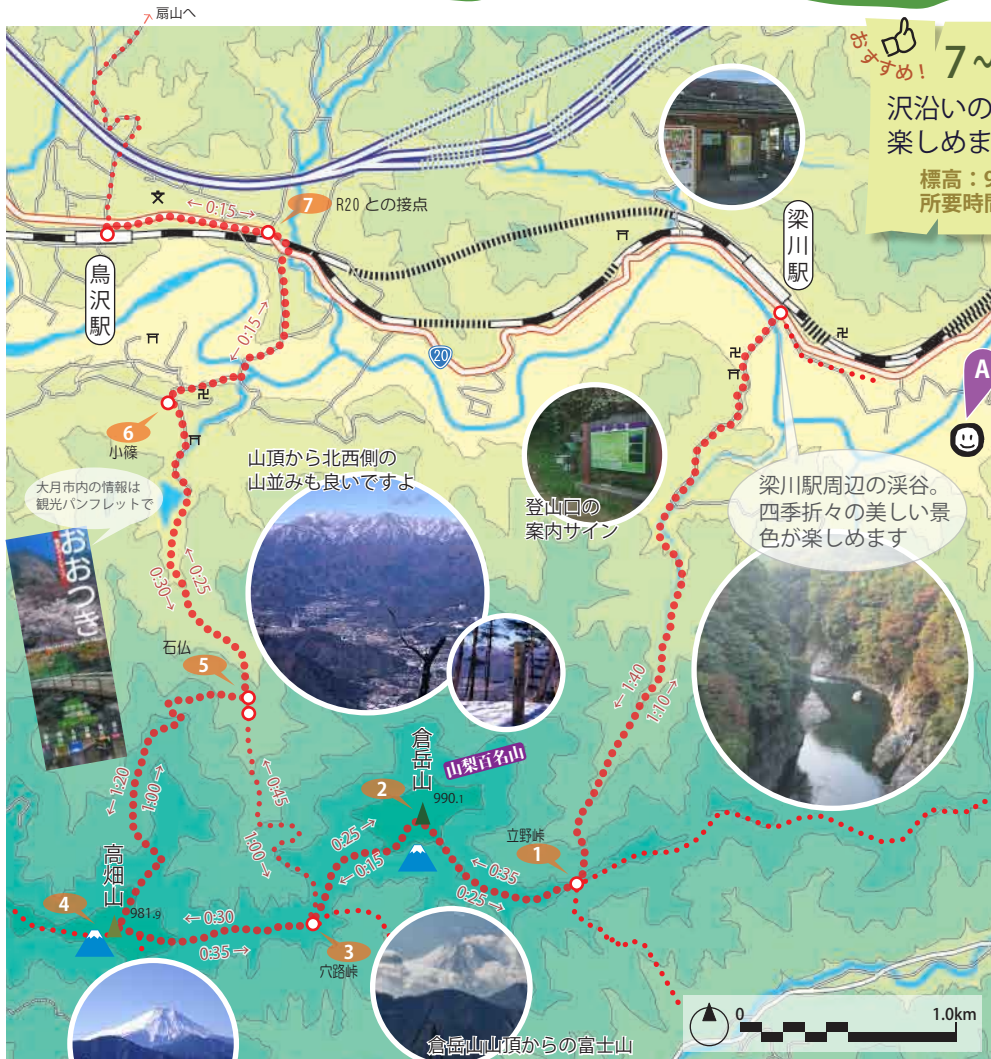 扇山へ
おすすめ！
7～
沢沿いの
楽しめま
標高：9
所要時間
← 0:15 →
7
R20 との接点
鳥沢駅
梁川駅
← 0:15 →
20
A
6
小篠
大月市内の情報は
観光パンフレットで
おおつき
山頂から北西側の
山並みも良いですよ
登山口の
案内サイン
梁川駅周辺の渓谷。
四季折々の美しい景
色が楽しめます
← 0:25
0:30 →
石仏
5
← 1:40
1:10 →
← 1:20
1:00 →
← 0:45
1:00 →
倉岳山
山梨百名山
2
990.1
0:25 →
← 0:15
立野峠
1
← 0:35
0:25 →
高畑山
4
981.9
← 0:30
0:35 →
3
穴路峠
倉岳山山頂からの富士山
0
1.0km